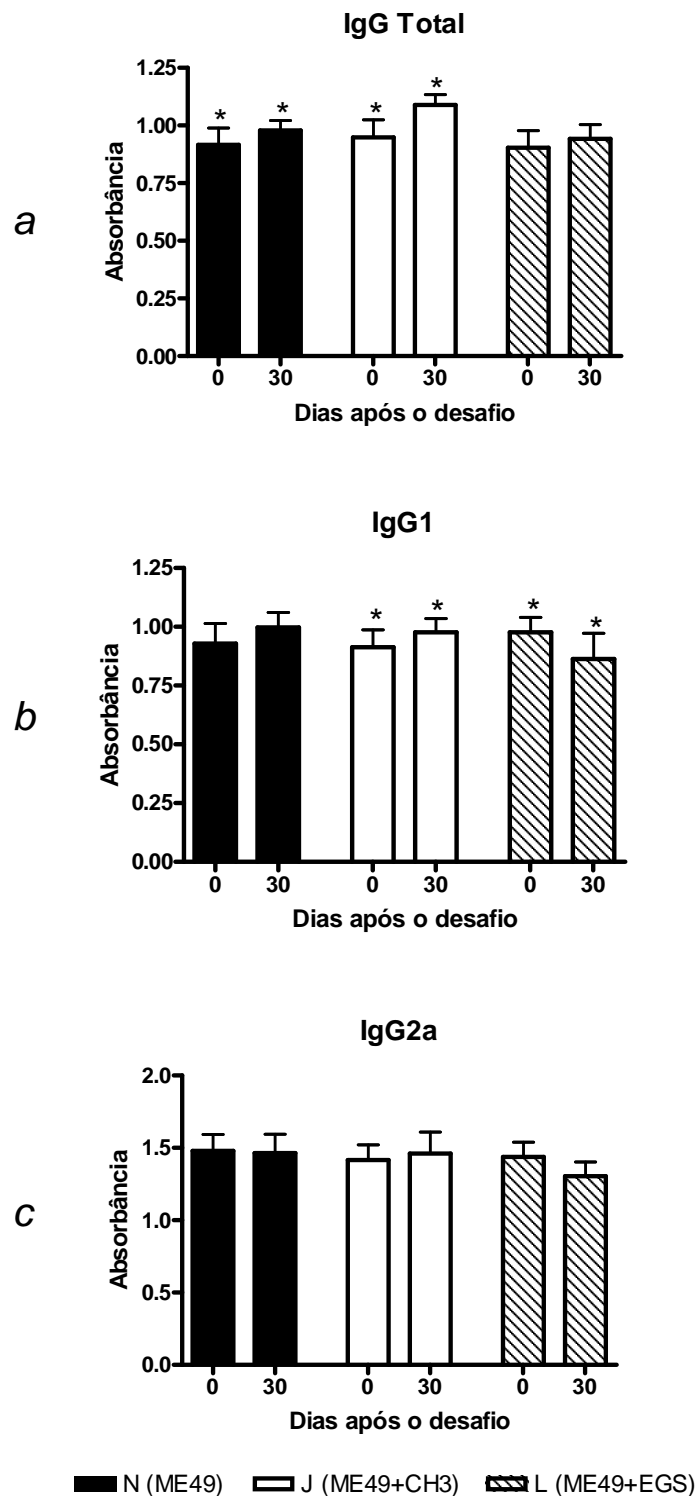 IgG Total
a
Absorbância
1.25
1.00
0.75
0.50
0.25
0.00
* * * *
0 30 0 30 0 30
Dias após o desafio
IgG1
b
Absorbância
1.25
1.00
0.75
0.50
0.25
0.00
* * * *
0 30 0 30 0 30
Dias após o desafio
IgG2a
c
Absorbância
2.0
1.5
1.0
0.5
0.0
0 30 0 30 0 30
Dias após o desafio
N (ME49) J (ME49+CH3) L (ME49+EGS)